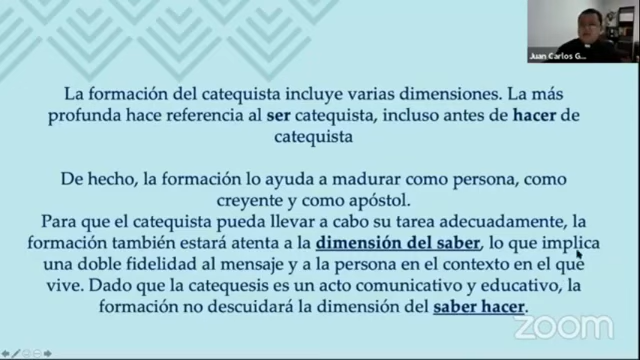 Juan Carlos G...
La formación del catequista incluye varias dimensiones. La más
profunda hace referencia al ser catequista, incluso antes de hacer de
catequista
De hecho, la formación lo ayuda a madurar como persona, como
creyente y como apóstol.
Para que el catequista pueda llevar a cabo su tarea adecuadamente, la
formación también estará atenta a la dimensión del saber, lo que implica
una doble fidelidad al mensaje y a la persona en el contexto en el que
vive. Dado que la catequesis es un acto comunicativo y educativo, la
formación no descuidará la dimensión del saber hacer.
zoom